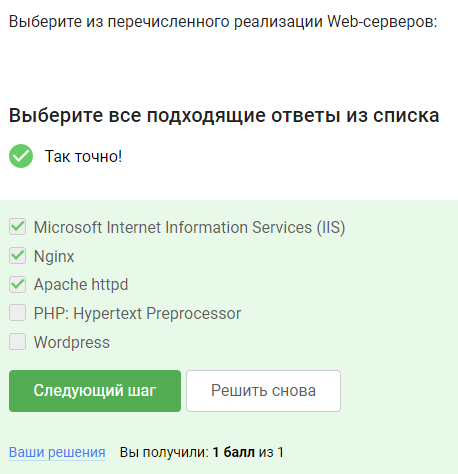 Выберите из перечисленного реализации Web-серверов:
Выберите все подходящие ответы из списка
Так точно!
Microsoft Internet Information Services (IIS)
Nginx
Apache httpd
PHP: Hypertext Preprocessor
Wordpress
Следующий шаг Решить снова
Ваши решения Вы получили: 1 балл из 1